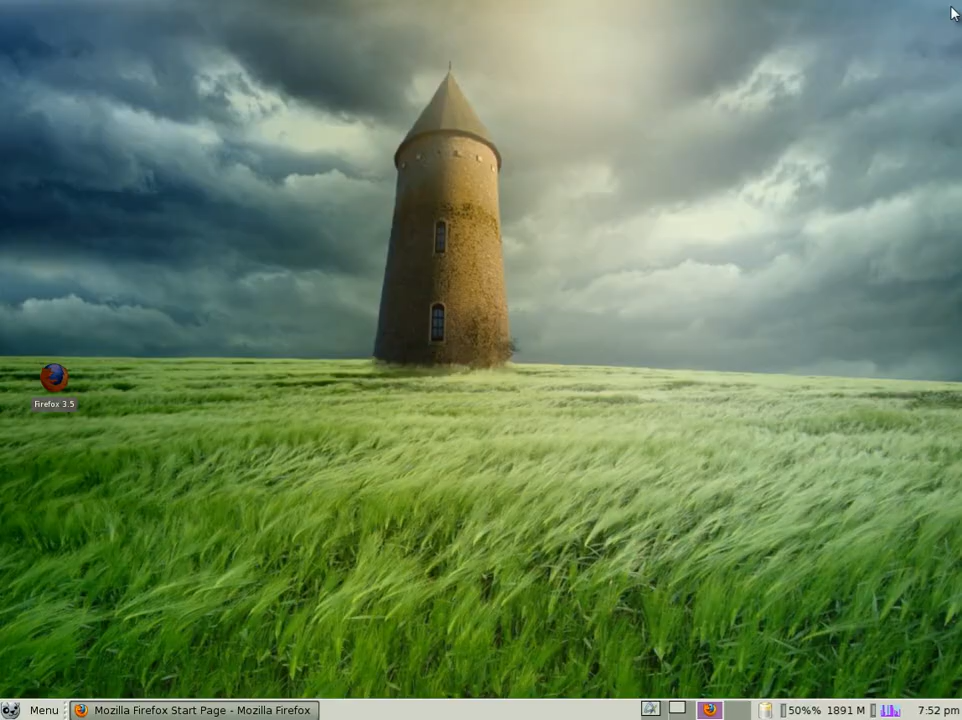 Firefox 3.5
Menu
Mozilla Firefox Start Page - Mozilla Firefox
50%% 1891 M
7:52 pm